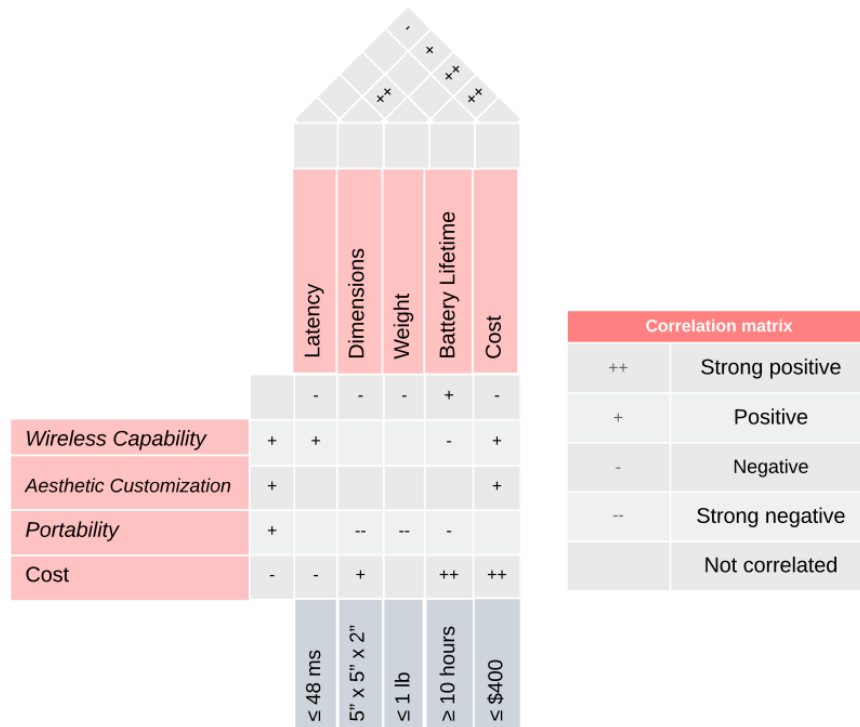 -
+
++
++
++
Latency
Dimensions
Weight
Battery Lifetime
Cost
- - - + -
Wireless Capability + + - +
Aesthetic Customization + +
Portability + -- -- -
Cost - - + ++ ++
≤ 48 ms
5” x 5” x 2”
≤ 1 lb
≥ 10 hours
≤ $400
Correlation matrix
++ Strong positive
+ Positive
- Negative
-- Strong negative
Not correlated